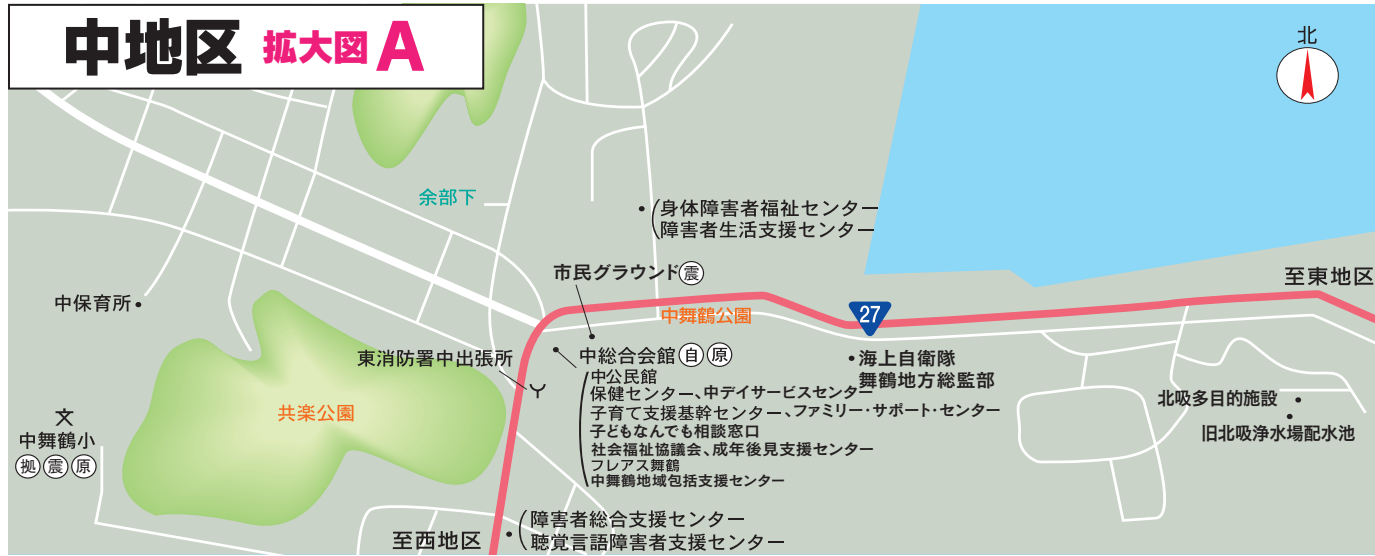 中地区 拡大図 A
北
余部下
身体障害者福祉センター
障害者生活支援センター
市民グラウンド 震
至東地区
中保育所
中舞鶴公園
27
東消防署中出張所
中総合会館 自 原
中公民館
保健センター、中デイサービスセンター
子育て支援基幹センター、ファミリー・サポート・センター
子どもなんでも相談窓口
社会福祉協議会、成年後見支援センター
フレアス舞鶴
中舞鶴地域包括支援センター
海上自衛隊
舞鶴地方総監部
北吸多目的施設
旧北吸浄水場配水池
共楽公園
文
中舞鶴小
拠 震 原
至西地区
障害者総合支援センター
聴覚言語障害者支援センター